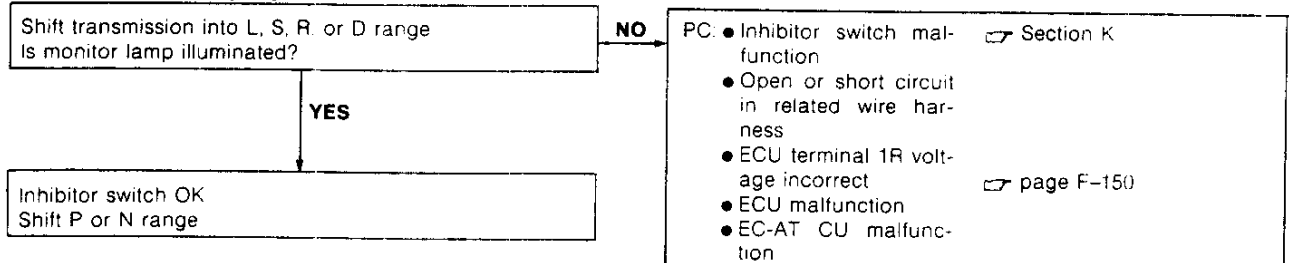 Shift transmission into L, S, R or D range
Is monitor lamp illuminated?
NO
PC: ● Inhibitor switch mal- ☞ Section K
function
● Open or short circuit
in related wire har-
ness
● ECU terminal 1R volt-
age incorrect ☞ page F-150
● ECU malfunction
● EC-AT CU malfunc-
tion
YES
Inhibitor switch OK
Shift P or N range